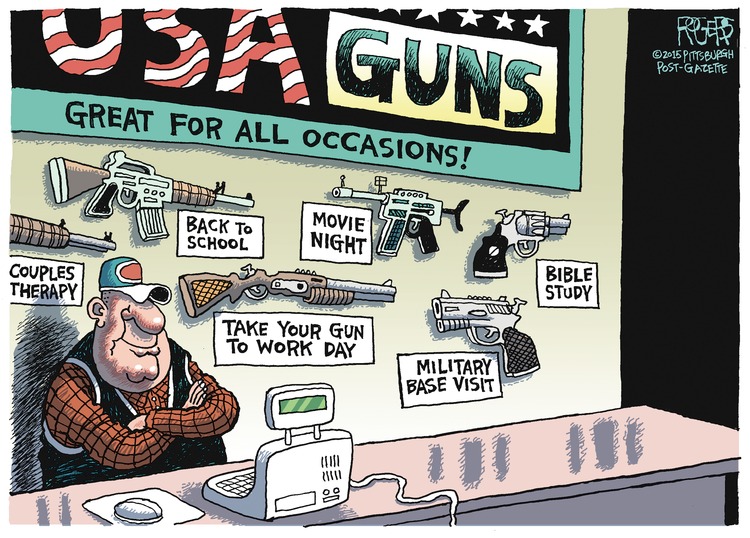 USA GUNS
GREAT FOR ALL OCCASIONS!
ROGERS
©2015 PITTSBURGH
POST-GAZETTE
BACK TO
SCHOOL
MOVIE
NIGHT
BIBLE
STUDY
COUPLES
THERAPY
TAKE YOUR GUN
TO WORK DAY
MILITARY
BASE VISIT